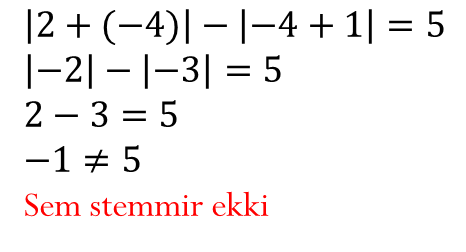 |2 + (−4)| − |−4 + 1| = 5
|−2| − |−3| = 5
2 − 3 = 5
−1 ≠ 5
Sem stemmir ekki